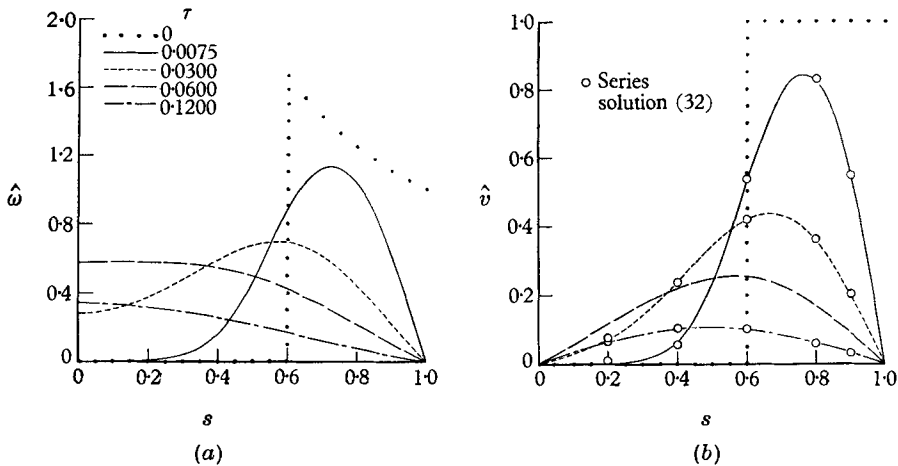 τ
0
0·0075
0·0300
0·0600
0·1200
2·0
1·6
1·2
0·8
0·4
0
ω̂
0 0·2 0·4 0·6 0·8 1·0
s
(a)
1·0
0·8
0·6
0·4
0·2
0
v̂
Series
solution (32)
0 0·2 0·4 0·6 0·8 1·0
s
(b)